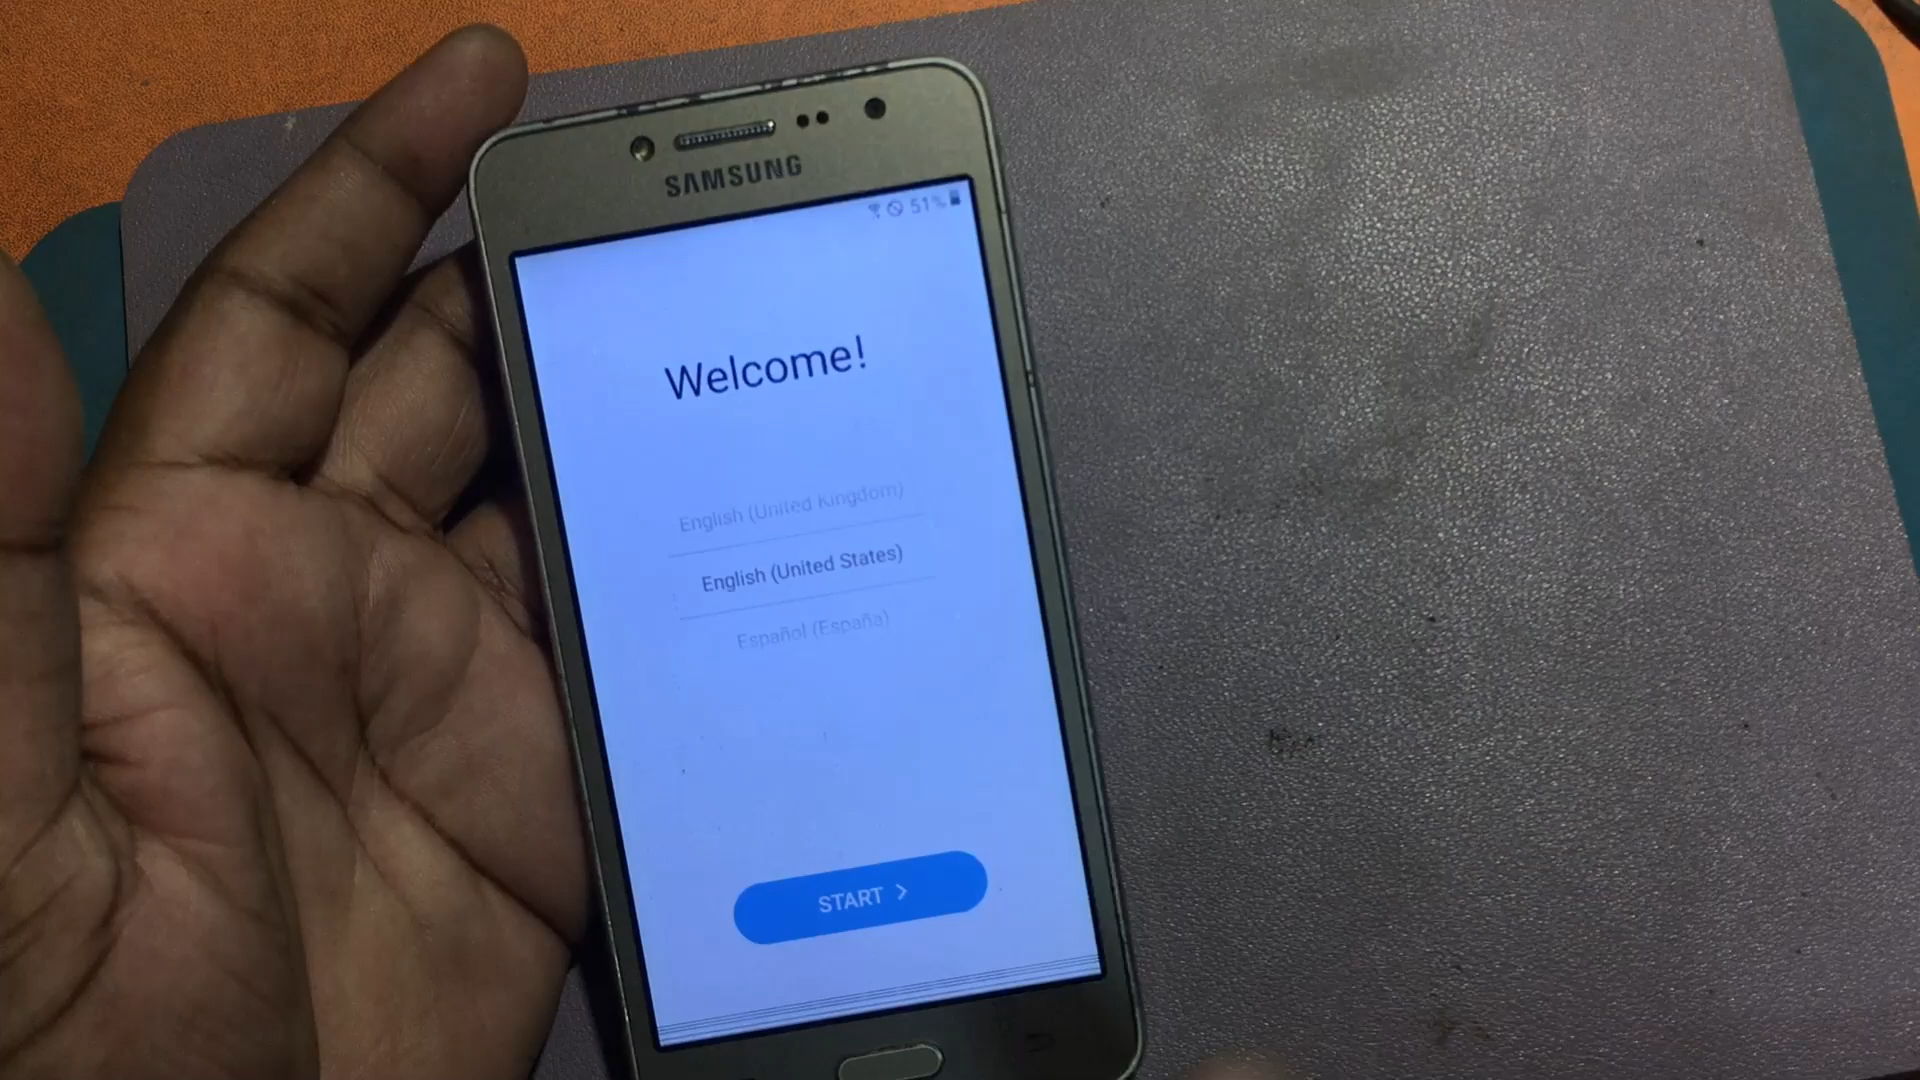 SAMSUNG
51%
Welcome!
English (United Kingdom)
English (United States)
Español (España)
START >